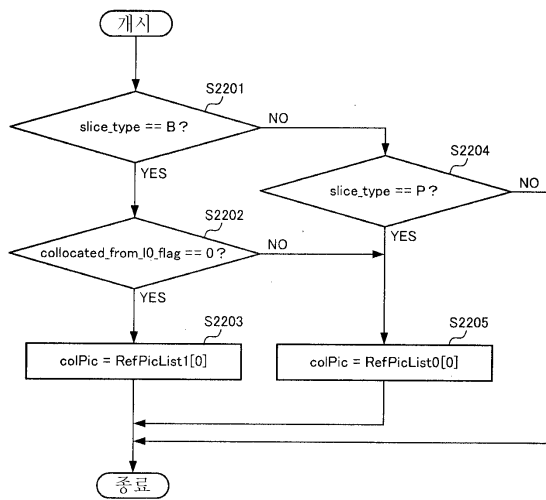 개시
S2201
slice_type == B?
NO
YES
S2204
slice_type == P?
NO
YES
S2202
collocated_from_l0_flag == 0?
NO
YES
S2203
colPic = RefPicList1[0]
S2205
colPic = RefPicList0[0]
종료